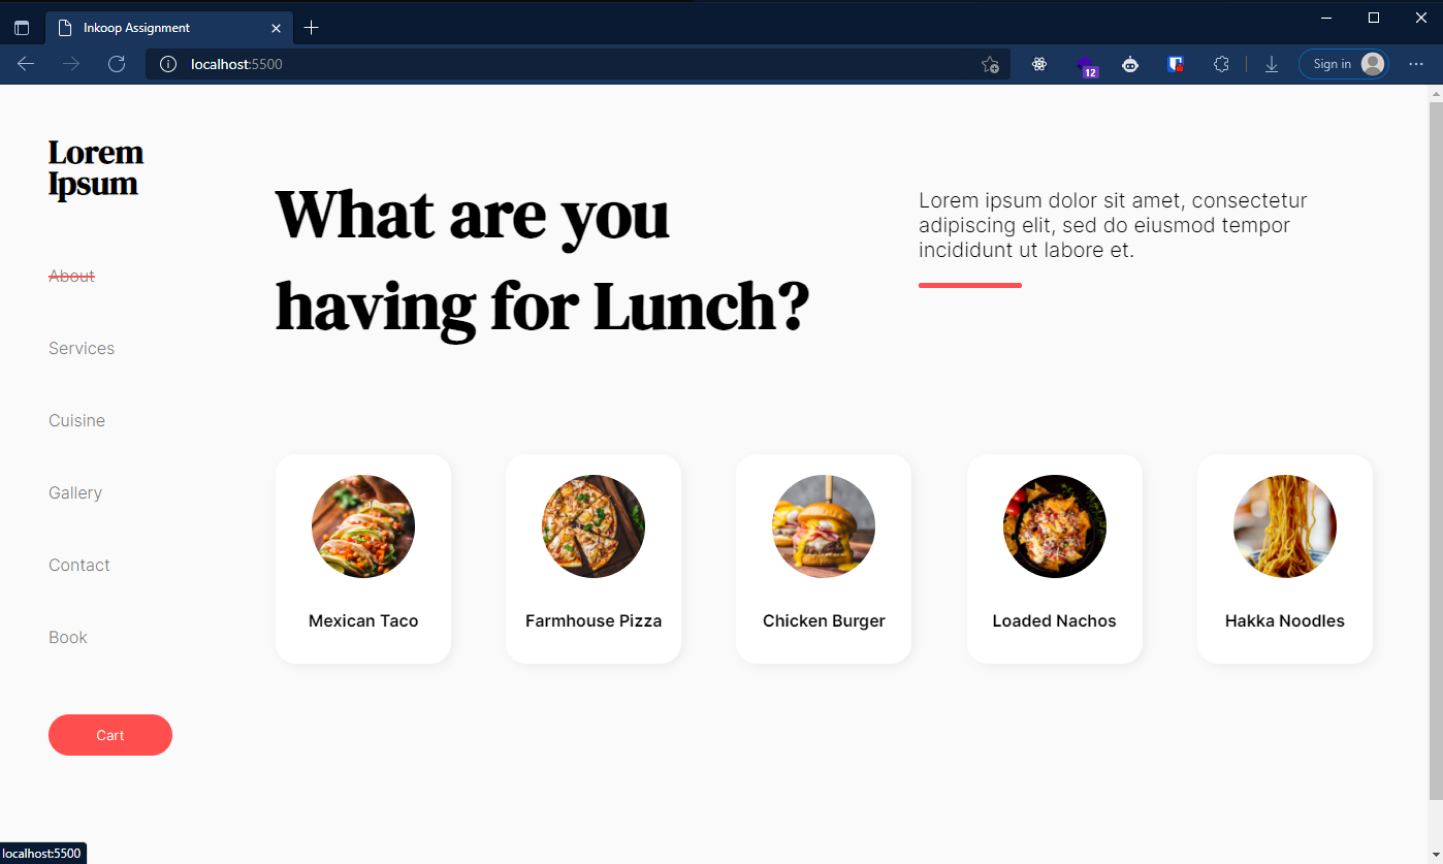 Inkoop Assignment
localhost:5500
12
Sign in
Lorem
Ipsum
About
Services
Cuisine
Gallery
Contact
Book
Cart
What are you
having for Lunch?
Lorem ipsum dolor sit amet, consectetur
adipiscing elit, sed do eiusmod tempor
incididunt ut labore et.
Mexican Taco
Farmhouse Pizza
Chicken Burger
Loaded Nachos
Hakka Noodles
localhost:5500